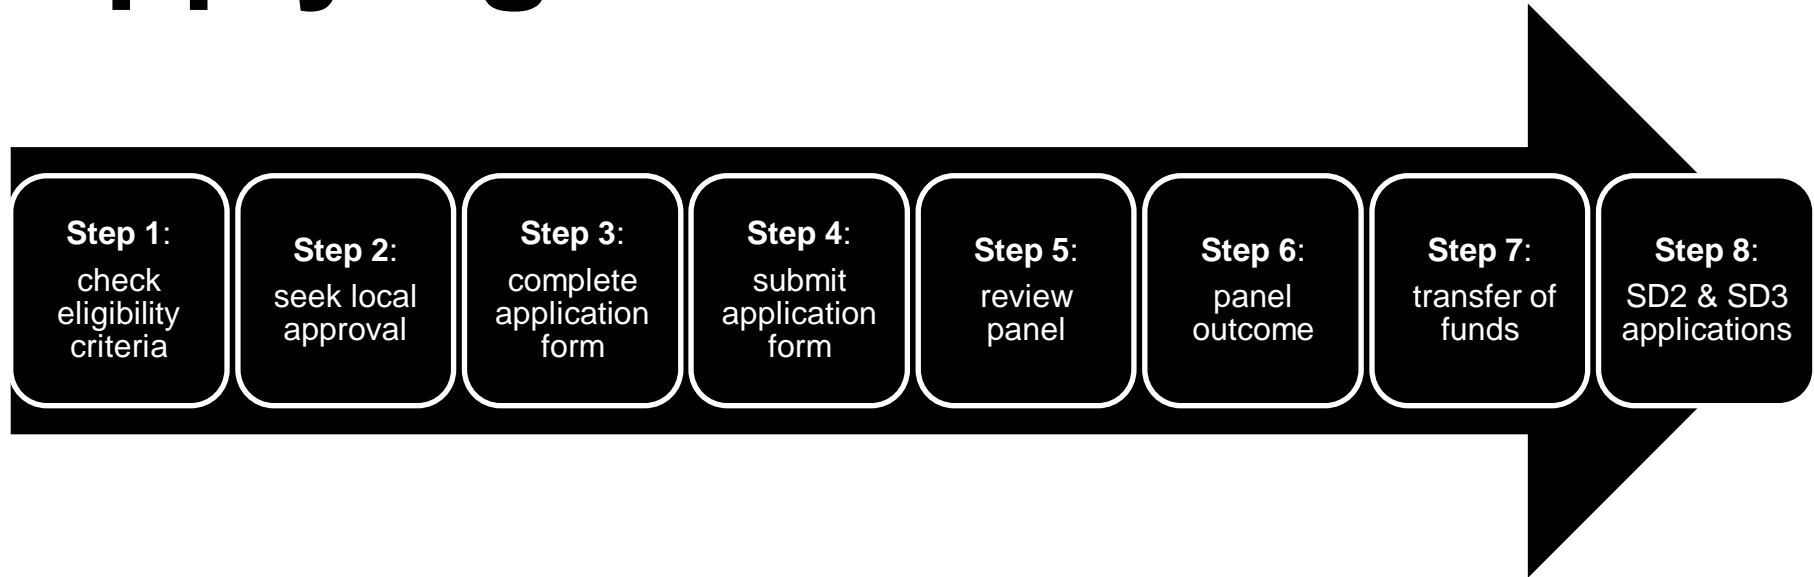 Step 1:
check
eligibility
criteria
Step 2:
seek local
approval
Step 3:
complete
application
form
Step 4:
submit
application
form
Step 5:
review
panel
Step 6:
panel
outcome
Step 7:
transfer of
funds
Step 8:
SD2 & SD3
applications